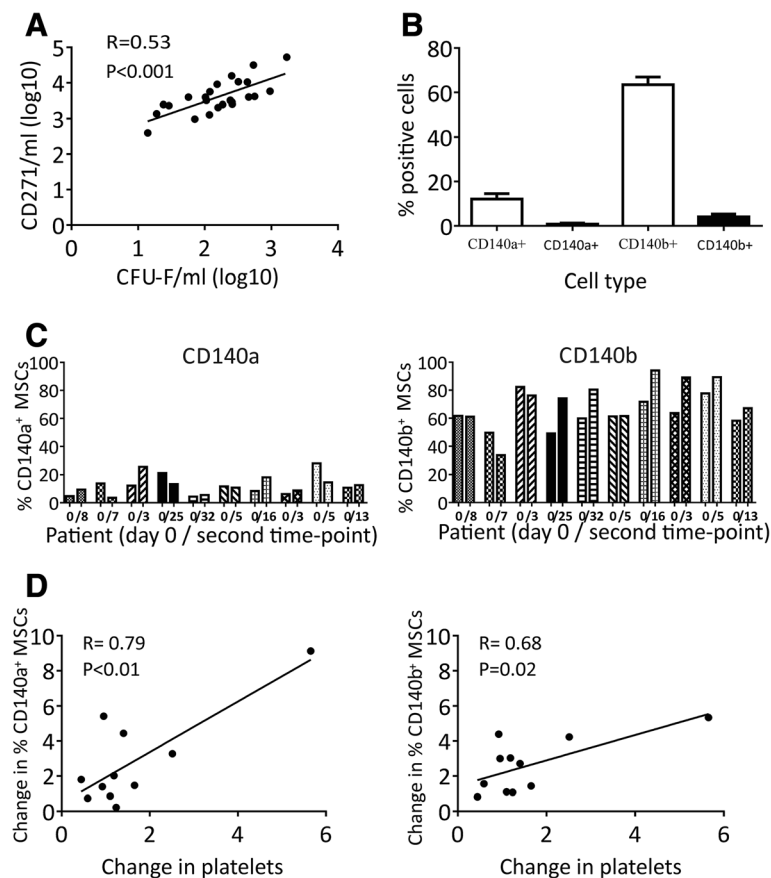 A
R=0.53
P<0.001
CD271/ml (log10)
5
4
3
2
1
0
0 1 2 3 4
CFU-F/ml (log10)
B
% positive cells
80
60
40
20
0
CD140a+ CD140a+ CD140b+ CD140b+
Cell type
C
CD140a
% CD140a+ MSCs
100
80
60
40
20
0
0/8 0/7 0/3 0/25 0/32 0/5 0/16 0/3 0/5 0/13
Patient (day 0 / second time-point)
CD140b
% CD140b+ MSCs
100
80
60
40
20
0
0/8 0/7 0/3 0/25 0/32 0/5 0/16 0/3 0/5 0/13
Patient (day 0 / second time-point)
D
R= 0.79
P<0.01
Change in % CD140a+ MSCs
10
8
6
4
2
0
0 2 4 6
Change in platelets
R= 0.68
P=0.02
Change in % CD140b+ MSCs
10
8
6
4
2
0
0 2 4 6
Change in platelets